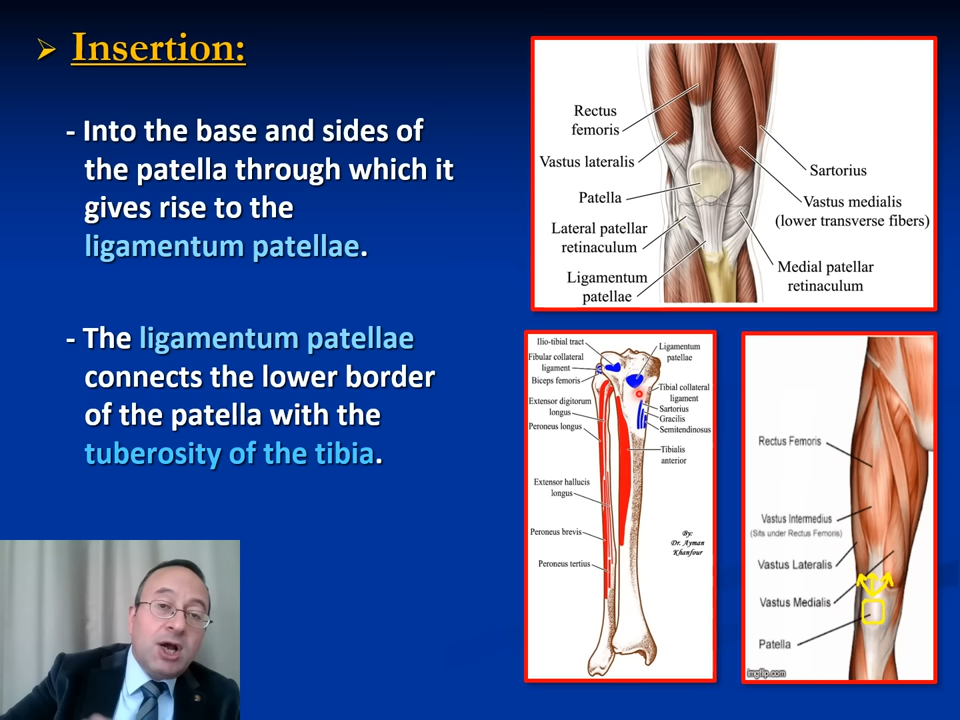 Insertion:
- Into the base and sides of
the patella through which it
gives rise to the
ligamentum patellae.
- The ligamentum patellae
connects the lower border
of the patella with the
tuberosity of the tibia.
Rectus
femoris
Vastus lateralis
Patella
Lateral patellar
retinaculum
Ligamentum
patellae
Sartorius
Vastus medialis
(lower transverse fibers)
Medial patellar
retinaculum
Ilio-tibial tract
Fibular collateral
ligament
Biceps femoris
Extensor digitorum
longus
Peroneus longus
Extensor hallucis
longus
Peroneus brevis
Peroneus tertius
Ligamentum
patellae
Tibial collateral
ligament
Sartorius
Gracilis
Semitendinosus
Tibialis
anterior
By:
Dr. Ayman
Khanfour
Rectus Femoris
Vastus Intermedius
(Sits under Rectus Femoris)
Vastus Lateralis
Vastus Medialis
Patella
imgflip.com